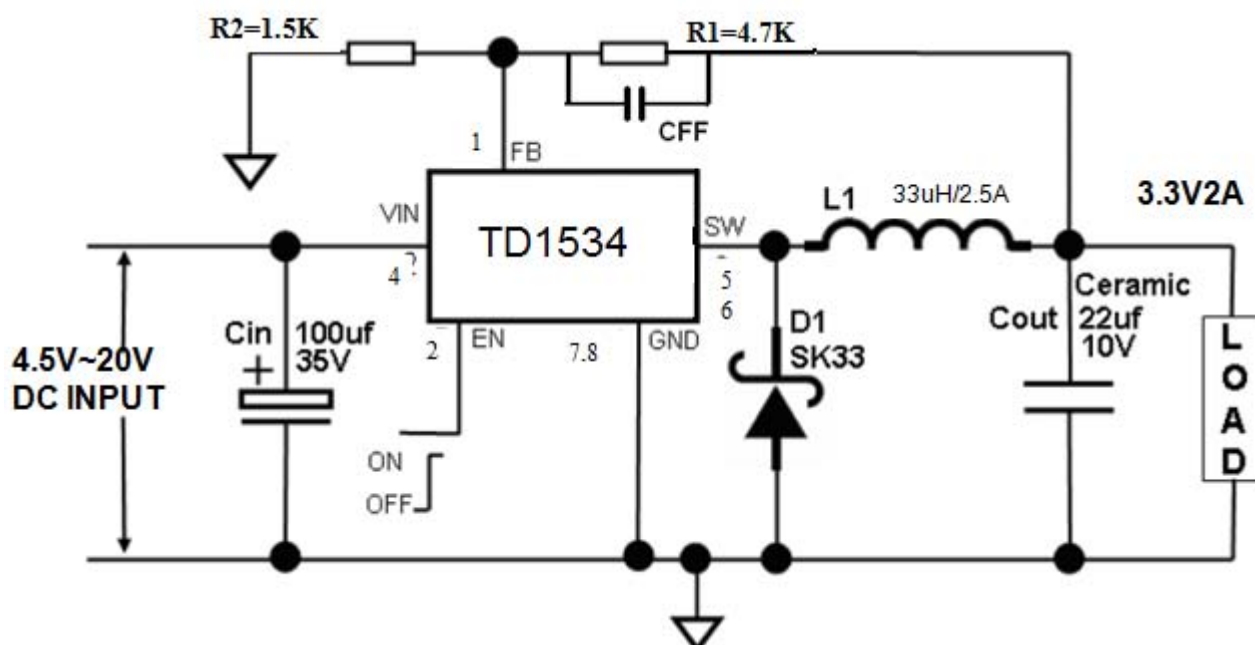 R2=1.5K
R1=4.7K
CFF
1
FB
VIN
TD1534
SW
4
5
6
2
EN
7.8
GND
L1
33uH/2.5A
3.3V2A
Cin
100uf
35V
+
4.5V~20V
DC INPUT
ON
OFF
D1
SK33
Cout
Ceramic
22uf
10V
LOAD